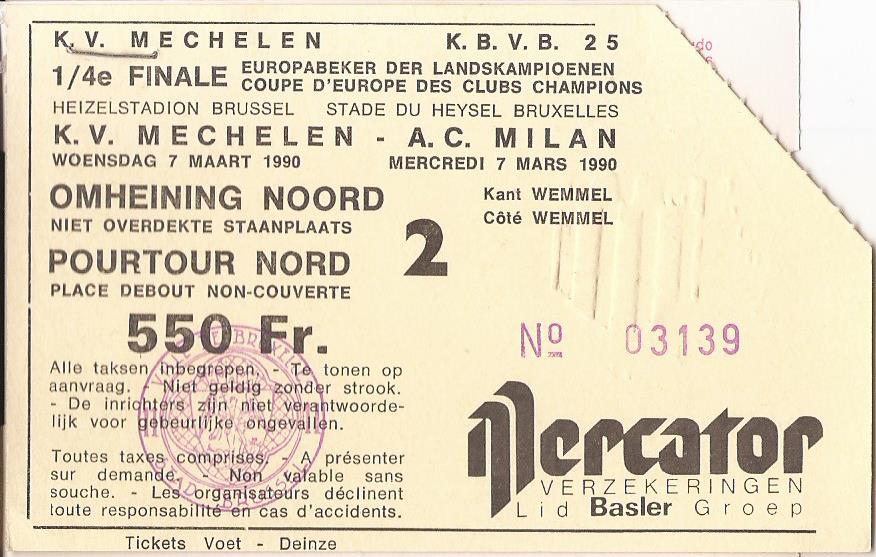 K. V. MECHELEN K. B. V. B. 25
1/4e FINALE EUROPABEKER DER LANDSKAMPIOENEN
COUPE D'EUROPE DES CLUBS CHAMPIONS
HEIZELSTADION BRUSSEL STADE DU HEYSEL BRUXELLES
K. V. MECHELEN - A. C. MILAN
WOENSDAG 7 MAART 1990 MERCREDI 7 MARS 1990
OMHEINING NOORD
NIET OVERDEKTE STAANPLAATS
POURTOUR NORD
PLACE DEBOUT NON-COUVERTE
2
Kant WEMMEL
Côté WEMMEL
550 Fr.
Nº 03139
Alle taksen inbegrepen. - Te tonen op
aanvraag. - Niet geldig zonder strook.
- De inrichters zijn niet verantwoorde-
lijk voor gebeurlijke ongevallen.
Toutes taxes comprises. - A présenter
sur demande. - Non valable sans
souche. - Les organisateurs déclinent
toute responsabilité en cas d'accidents.
Mercator
VERZEKERINGEN
Lid Basler Groep
Tickets Voet - Deinze